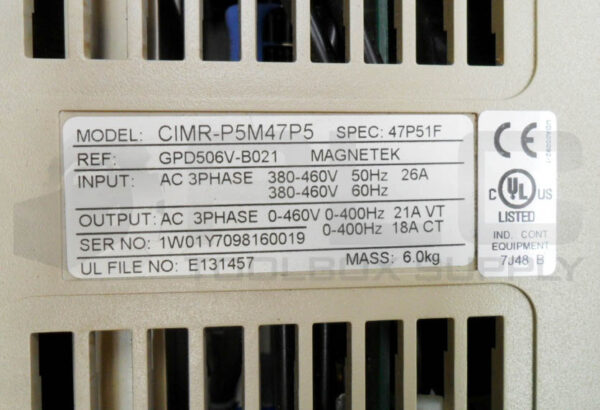 MODEL: CIMR-P5M47P5 SPEC: 47P51F
REF: GPD506V-B021 MAGNETEK
INPUT: AC 3PHASE 380-460V 50Hz 26A
380-460V 60Hz
OUTPUT: AC 3PHASE 0-460V 0-400Hz 21A VT
0-400Hz 18A CT
SER NO: 1W01Y7098160019
UL FILE NO: E131457 MASS: 6.0kg
CE
C UL US
LISTED
IND. CONT
EQUIPMENT
7J48 B
TOOLBOX SUPPLY